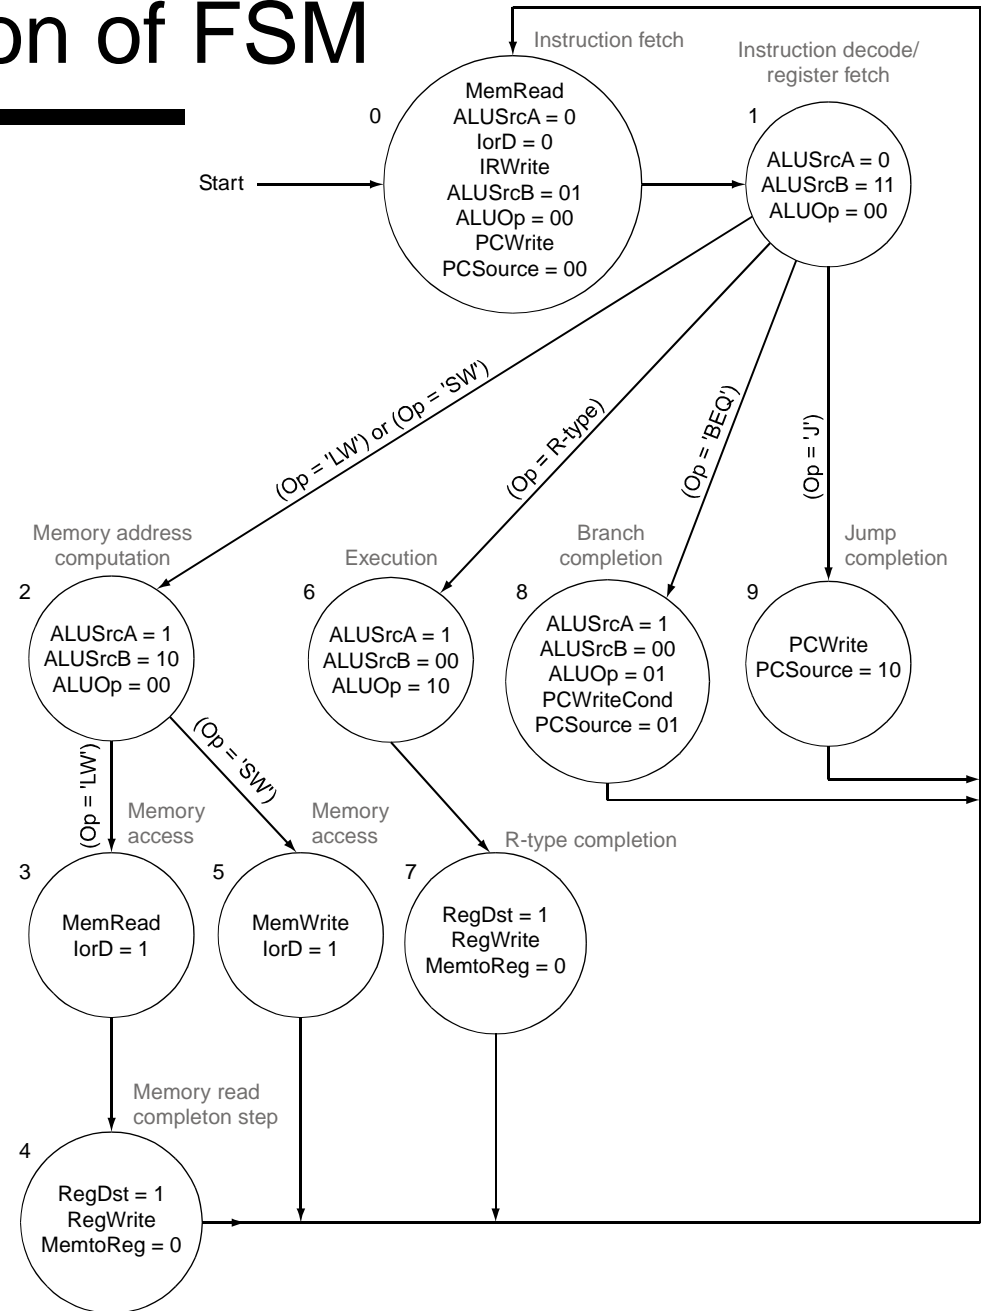 on of FSM
Instruction fetch
Instruction decode/
register fetch
0
MemRead
ALUSrcA = 0
IorD = 0
IRWrite
ALUSrcB = 01
ALUOp = 00
PCWrite
PCSource = 00
1
ALUSrcA = 0
ALUSrcB = 11
ALUOp = 00
Start
(Op = 'LW') or (Op = 'SW')
(Op = R-type)
(Op = 'BEQ')
(Op = 'J')
Memory address
computation
2
ALUSrcA = 1
ALUSrcB = 10
ALUOp = 00
Execution
6
ALUSrcA = 1
ALUSrcB = 00
ALUOp = 10
Branch
completion
8
ALUSrcA = 1
ALUSrcB = 00
ALUOp = 01
PCWriteCond
PCSource = 01
Jump
completion
9
PCWrite
PCSource = 10
(Op = 'LW')
(Op = 'SW')
Memory
access
3
MemRead
IorD = 1
Memory
access
5
MemWrite
IorD = 1
R-type completion
7
RegDst = 1
RegWrite
MemtoReg = 0
Memory read
completon step
4
RegDst = 1
RegWrite
MemtoReg = 0